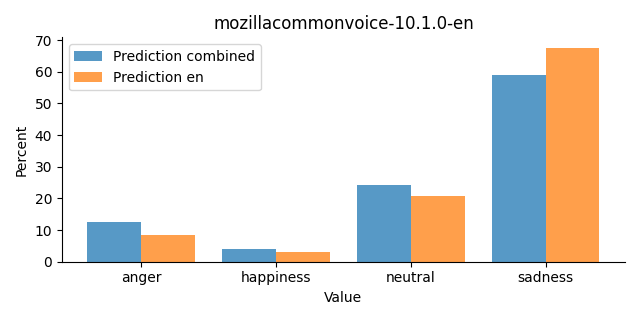 mozillacommonvoice-10.1.0-en
Prediction combined
Prediction en
Percent
70
60
50
40
30
20
10
0
anger happiness neutral sadness
Value